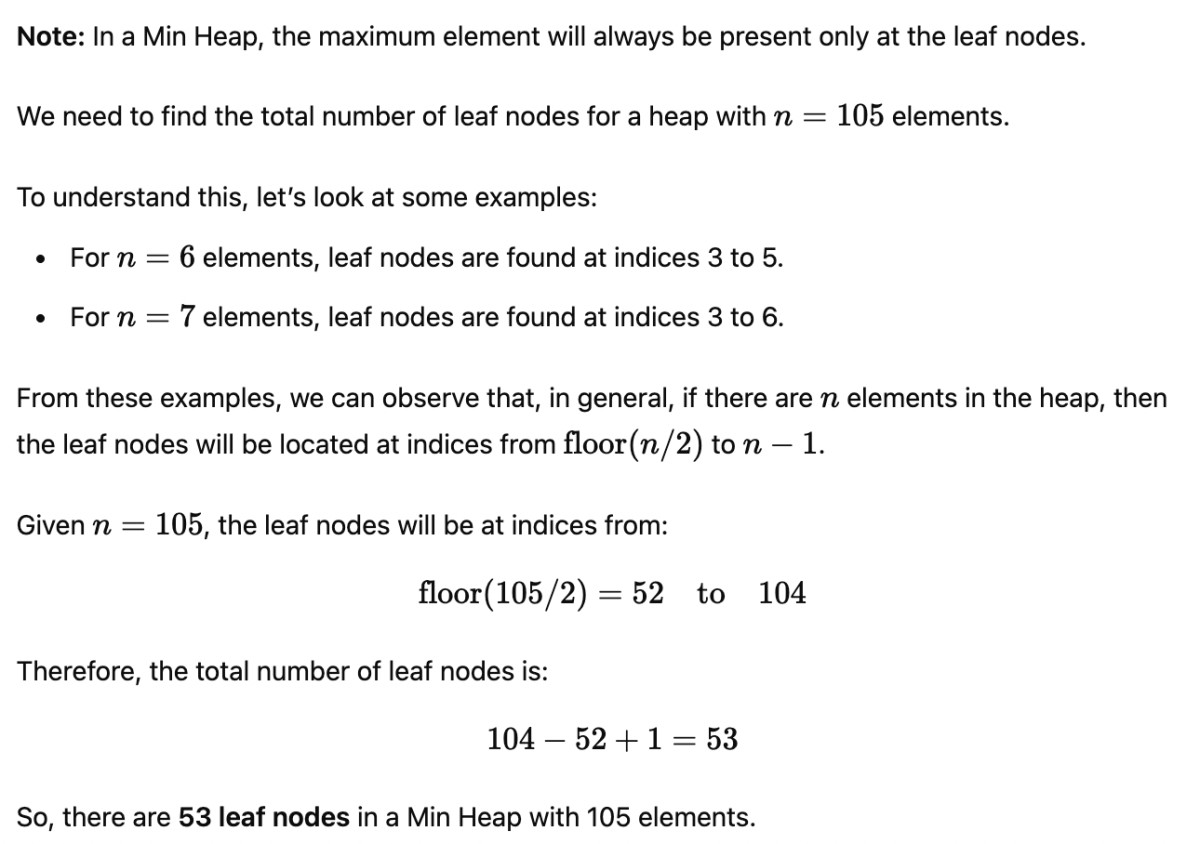 Note: In a Min Heap, the maximum element will always be present only at the leaf nodes.
We need to find the total number of leaf nodes for a heap with n = 105 elements.
To understand this, let's look at some examples:
• For n = 6 elements, leaf nodes are found at indices 3 to 5.
• For n = 7 elements, leaf nodes are found at indices 3 to 6.
From these examples, we can observe that, in general, if there are n elements in the heap, then
the leaf nodes will be located at indices from floor(n/2) to n − 1.
Given n = 105, the leaf nodes will be at indices from:
floor(105/2) = 52 to 104
Therefore, the total number of leaf nodes is:
104 − 52 + 1 = 53
So, there are 53 leaf nodes in a Min Heap with 105 elements.